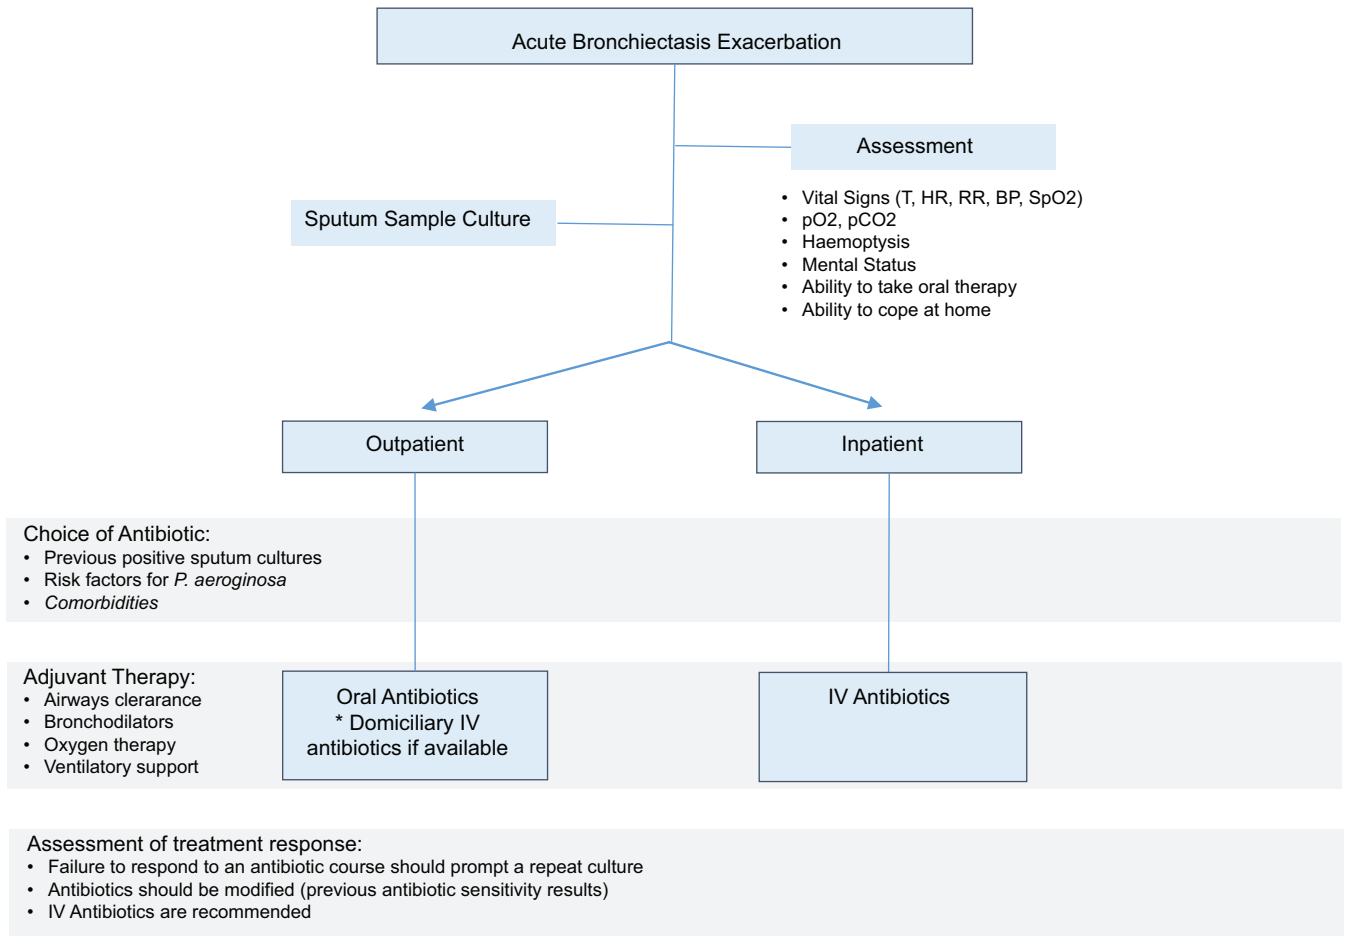 Acute Bronchiectasis Exacerbation
Assessment
• Vital Signs (T, HR, RR, BP, SpO2)
• pO2, pCO2
• Haemoptysis
• Mental Status
• Ability to take oral therapy
• Ability to cope at home
Sputum Sample Culture
Outpatient
Inpatient
Choice of Antibiotic:
• Previous positive sputum cultures
• Risk factors for P. aeroginosa
• Comorbidities
Adjuvant Therapy:
• Airways clerarance
• Bronchodilators
• Oxygen therapy
• Ventilatory support
Oral Antibiotics
* Domiciliary IV
antibiotics if available
IV Antibiotics
Assessment of treatment response:
• Failure to respond to an antibiotic course should prompt a repeat culture
• Antibiotics should be modified (previous antibiotic sensitivity results)
• IV Antibiotics are recommended